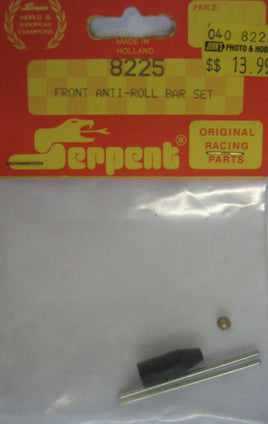 Serpent
WORLD &
EUROPEAN
CHAMPIONS
MADE IN
HOLLAND
PRICE:
040 822
PHOTO & HOB
$$ 13.99
8225
FRONT ANTI-ROLL BAR SET
Serpent®
ORIGINAL
RACING
PARTS